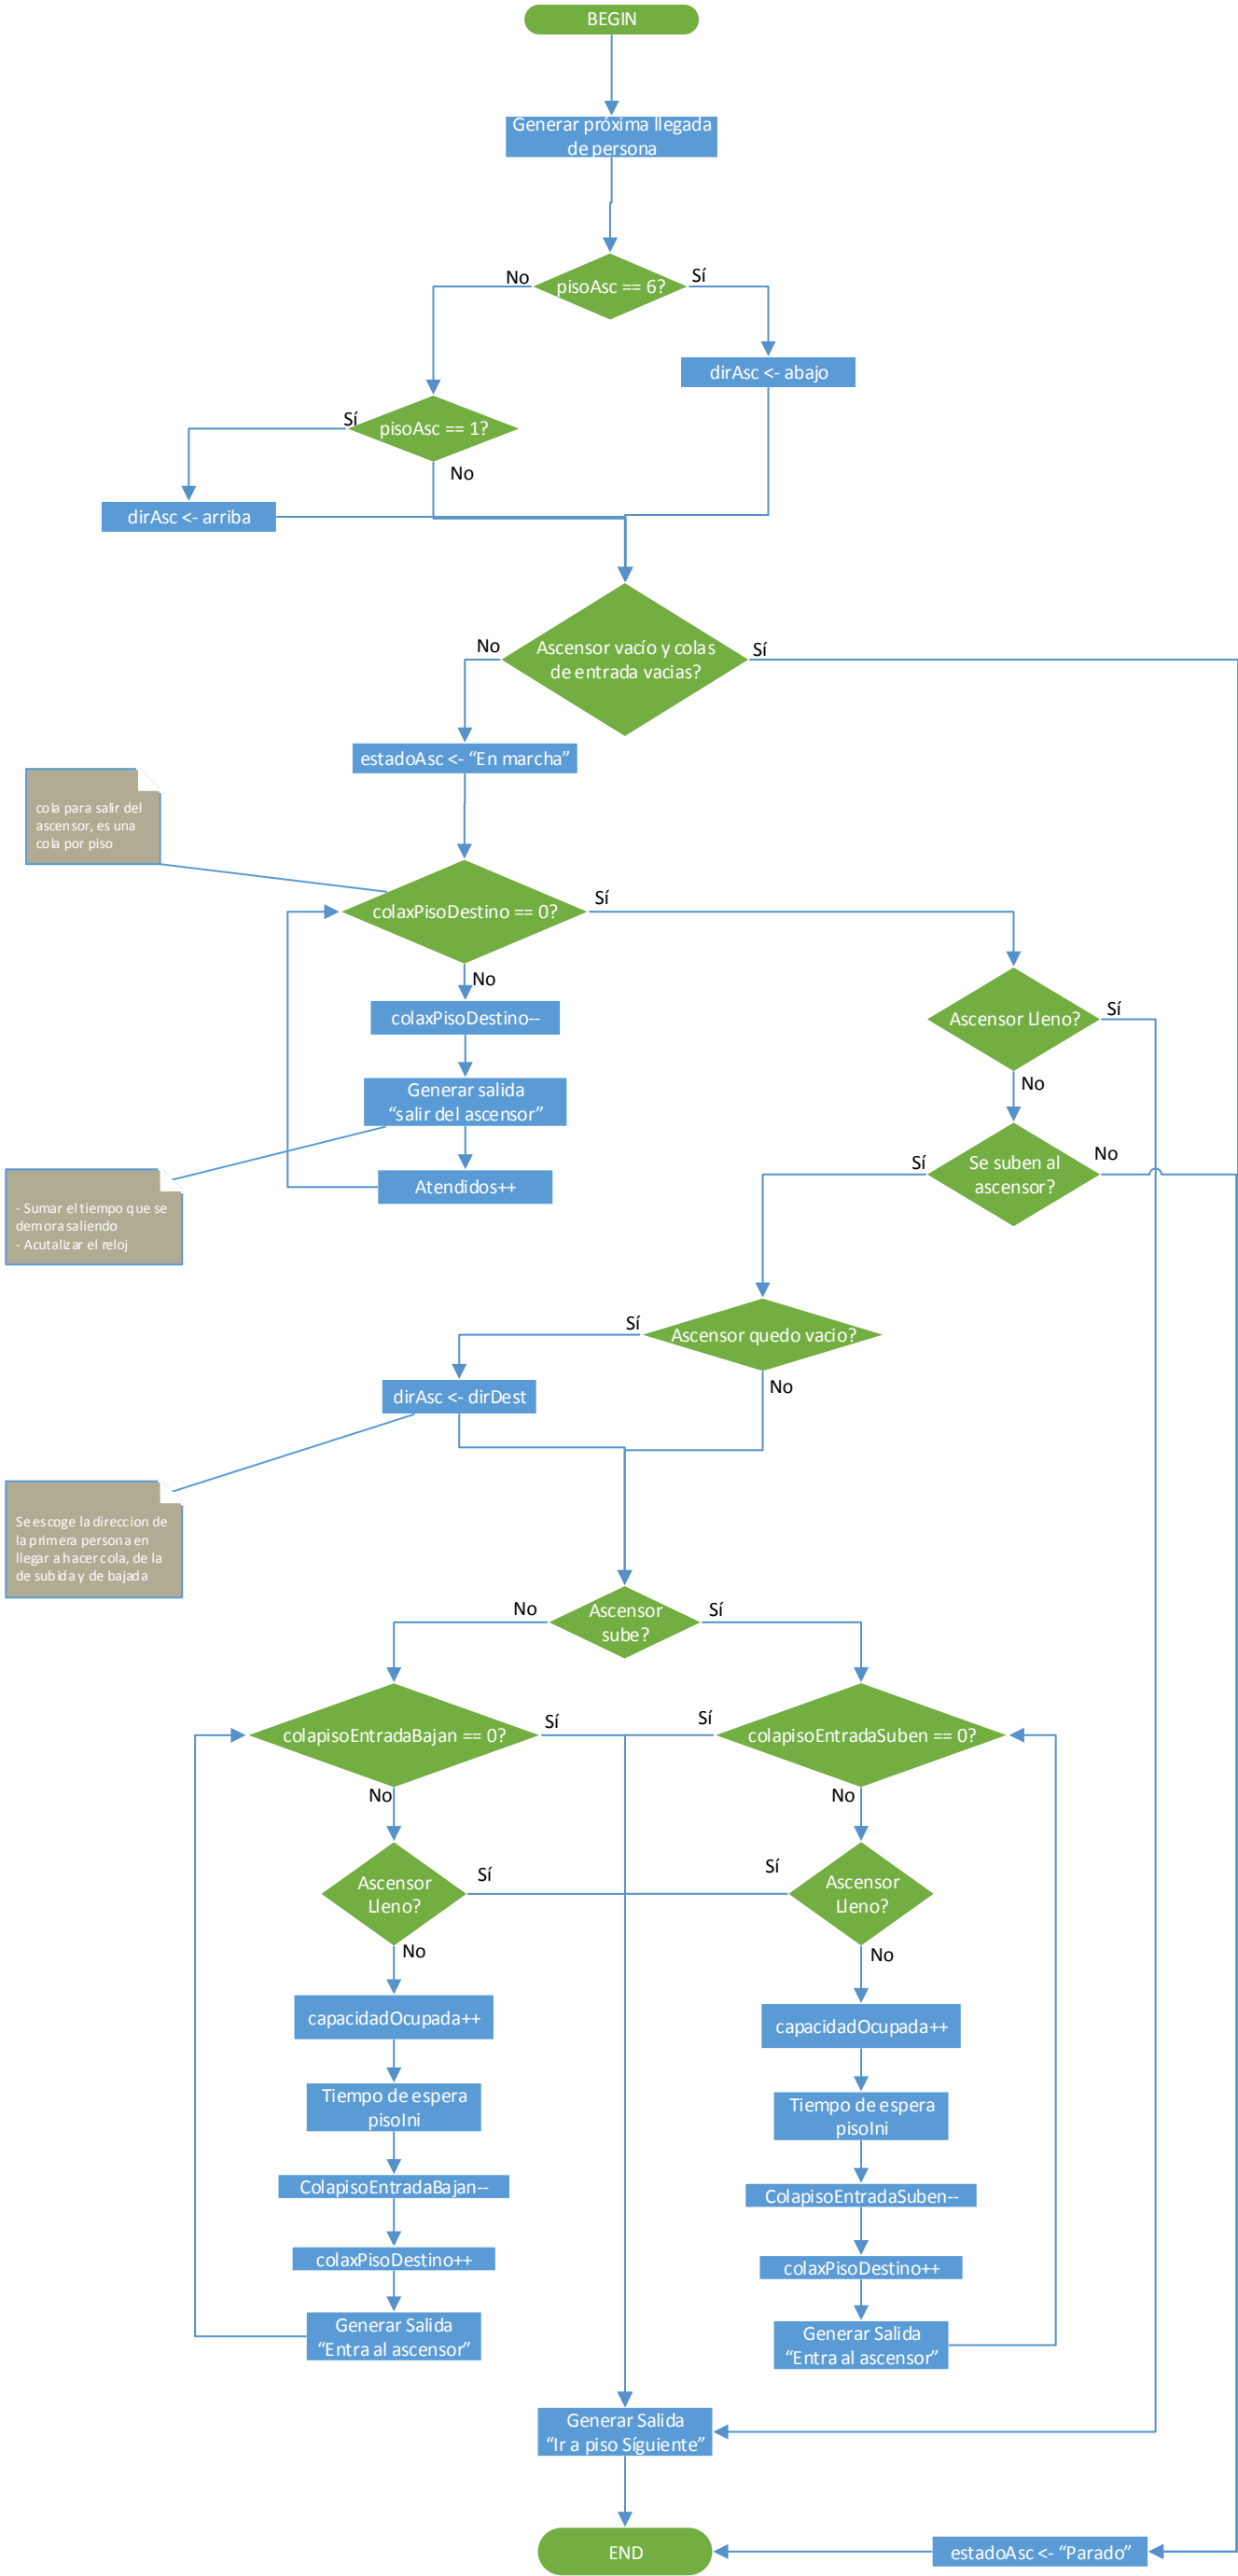 BEGIN
Generar próxima llegada
de persona
pisoAsc == 6?
No
Sí
dirAsc <- abajo
pisoAsc == 1?
Sí
No
dirAsc <- arriba
Ascensor vacío y colas
de entrada vacias?
No
Sí
estadoAsc <- “En marcha”
cola para salir del
ascensor, es una
cola por piso
colaxPisoDestino == 0?
Sí
No
colaxPisoDestino--
Ascensor Lleno?
Sí
No
Generar salida
“salir del ascensor”
Se suben al
ascensor?
Sí
No
Atendidos++
- Sumar el tiempo que se
demora saliendo
- Acutalizar el reloj
Ascensor quedo vacio?
Sí
No
dirAsc <- dirDest
Se escoge la direccion de
la primera persona en
llegar a hacer cola, de la
de subida y de bajada
Ascensor
sube?
No
Sí
colapisoEntradaBajan == 0?
Sí
No
colapisoEntradaSuben == 0?
Sí
No
Ascensor
Lleno?
Sí
No
Ascensor
Lleno?
Sí
No
capacidadOcupada++
Tiempo de espera
pisoIni
ColapisoEntradaBajan--
colaxPisoDestino++
Generar Salida
“Entra al ascensor”
capacidadOcupada++
Tiempo de espera
pisoIni
ColapisoEntradaSuben--
colaxPisoDestino++
Generar Salida
“Entra al ascensor”
Generar Salida
“Ir a piso Síguiente”
END
estadoAsc <- “Parado”